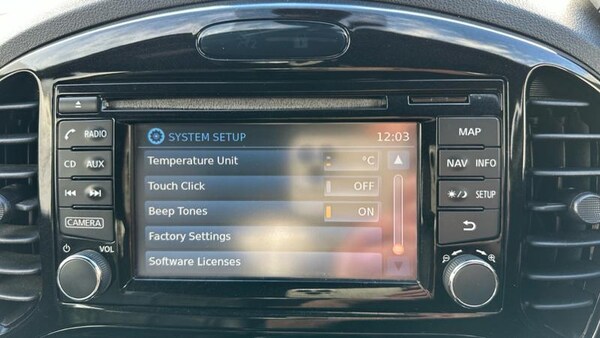 SYSTEM SETUP 12:03
Temperature Unit °C
Touch Click OFF
Beep Tones ON
Factory Settings
Software Licenses
RADIO
CD AUX
CAMERA
VOL
MAP
NAV INFO
SETUP